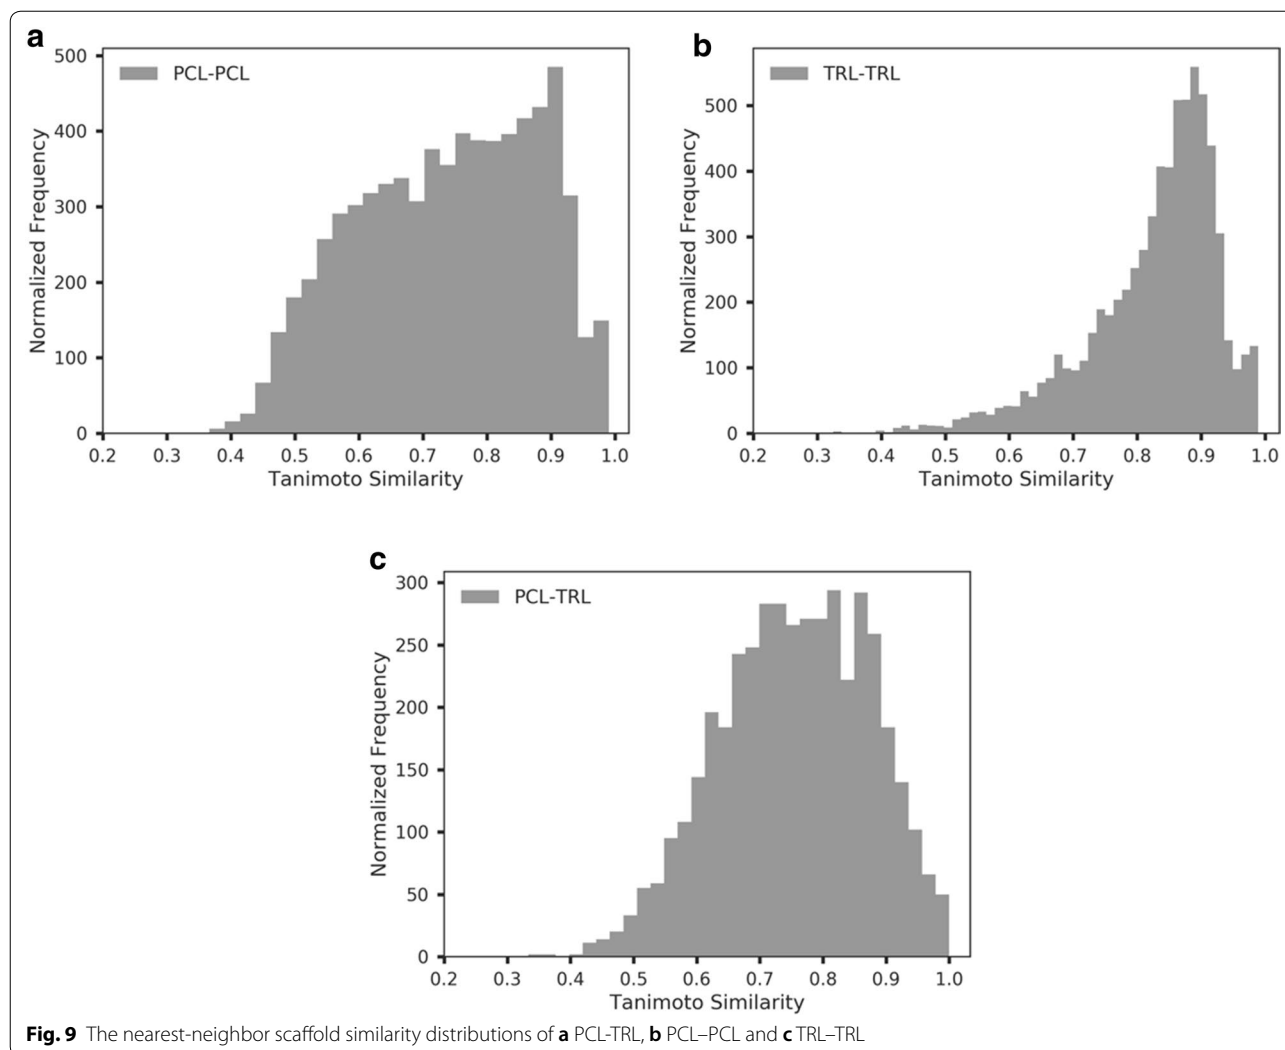 a
PCL-PCL
Normalized Frequency
500
400
300
200
100
0
0.2 0.3 0.4 0.5 0.6 0.7 0.8 0.9 1.0
Tanimoto Similarity
b
TRL-TRL
Normalized Frequency
500
400
300
200
100
0
0.2 0.3 0.4 0.5 0.6 0.7 0.8 0.9 1.0
Tanimoto Similarity
c
PCL-TRL
Normalized Frequency
300
250
200
150
100
50
0
0.2 0.3 0.4 0.5 0.6 0.7 0.8 0.9 1.0
Tanimoto Similarity
Fig. 9 The nearest-neighbor scaffold similarity distributions of a PCL-TRL, b PCL–PCL and c TRL–TRL